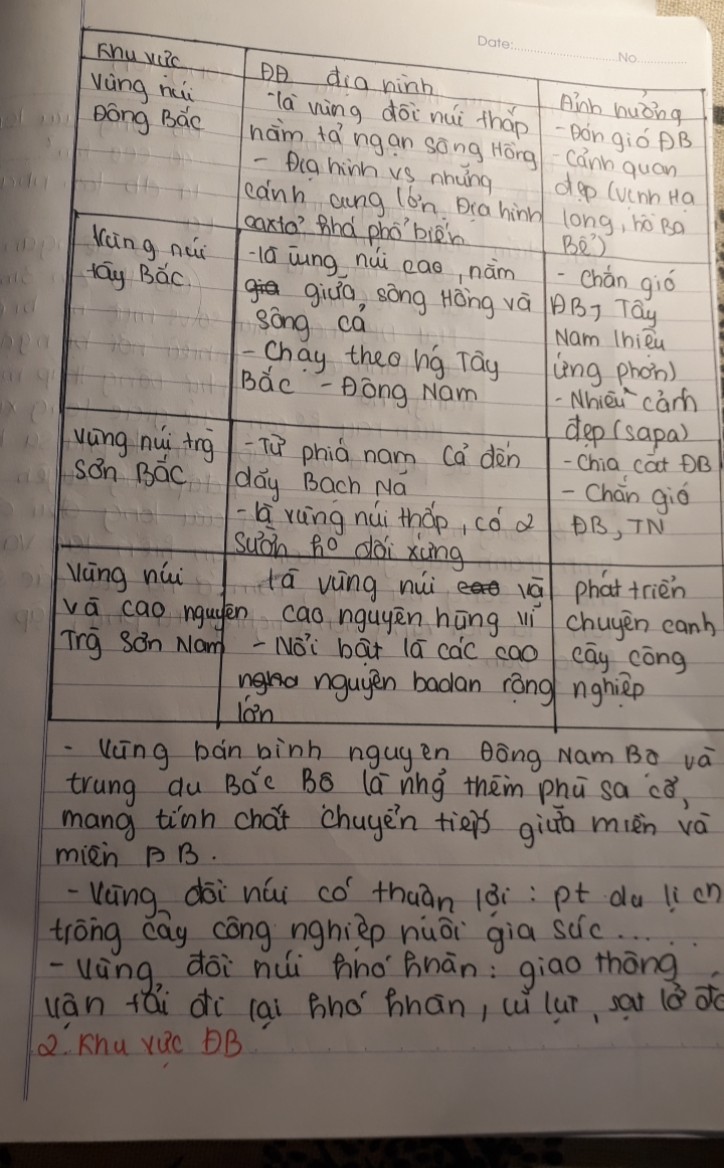 Date: No
Khu vực
ĐĐ địa hình
Ảnh hưởng
Vùng núi
Đông Bắc
-là vùng đồi núi thấp
nằm tả ngạn sông Hồng
- Địa hình vs những
cánh cung lớn. Địa hình
caxtơ khá phổ biến
- Đón gió ĐB
- Cảnh quan
đẹp (Vịnh Hạ
long, hồ Ba
Bể)
Vùng núi
tây Bắc.
-là vùng núi cao, nằm
giữa sông Hồng và
sông cả
- Chạy theo hg Tây
Bắc - Đông Nam
- Chắn gió
ĐB, Tây
Nam (hiệu
ứng phơn)
- Nhiều cảnh
đẹp (sapa)
vùng núi trg
Sơn Bắc
-Từ phía nam Cả đến
dãy Bạch Mã
-là vùng núi thấp, có 2
sườn ko đối xứng
- Chia cắt ĐB
- Chắn gió
ĐB, TN
Vùng núi
và cao nguyên
Trg Sơn Nam
là vùng núi cao và
cao nguyên hùng vĩ
- Nổi bật là các cao
nguyên badan rộng
lớn
phát triển
chuyên canh
cây công
nghiệp
- Vùng bán bình nguyên Đông Nam Bộ và
trung du Bắc Bộ là nhg thềm phù sa cổ,
mang tính chất chuyển tiếp giữa miền và
miền ĐB.
- Vùng đồi núi có thuận lợi : pt du lịch
trồng cây công nghiệp nuôi gia súc...
- Vùng đồi núi khó khăn: giao thông
vận tải đi lại khó khăn, lũ lụt, sạt lở đấ
2. Khu vực ĐB